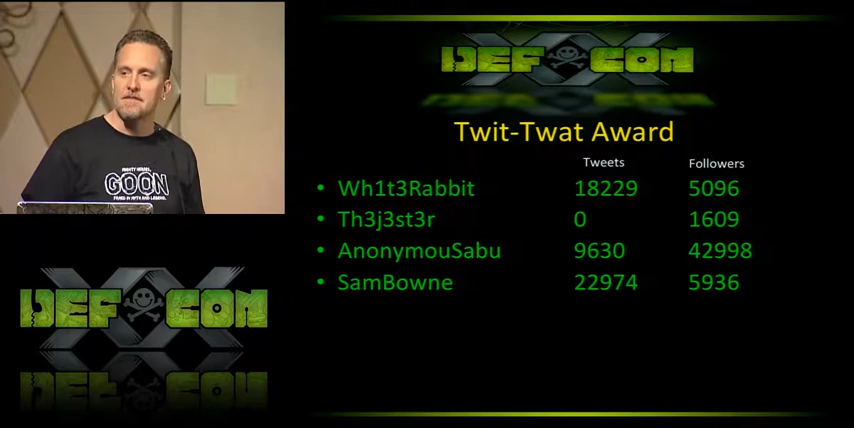 DEF CON
Twit-Twat Award
Tweets Followers
• Wh1t3Rabbit 18229 5096
• Th3j3st3r 0 1609
• AnonymouSabu 9630 42998
• SamBowne 22974 5936
GOON
DEF CON